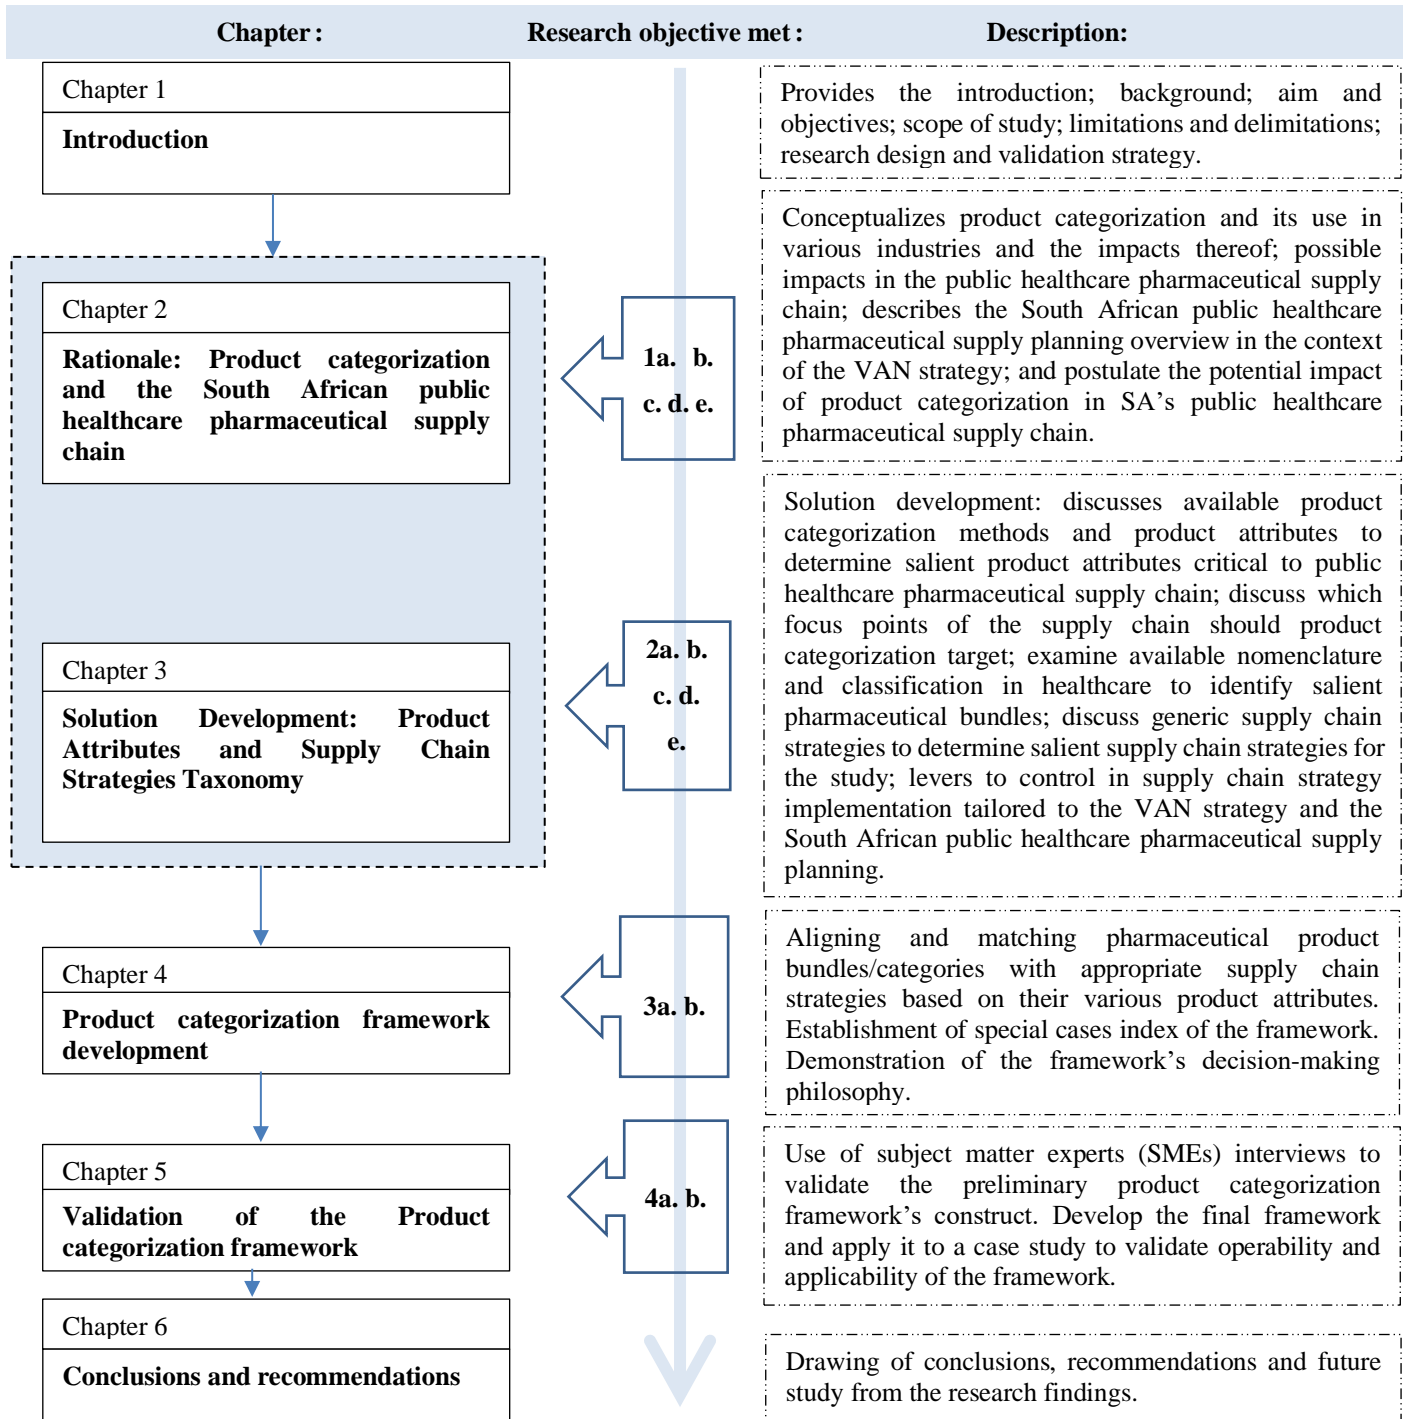 Chapter : Research objective met : Description:
Chapter 1
Introduction
Provides the introduction; background; aim and
objectives; scope of study; limitations and delimitations;
research design and validation strategy.
Chapter 2
Rationale: Product categorization
and the South African public
healthcare pharmaceutical supply
chain
1a. b.
c. d. e.
Conceptualizes product categorization and its use in
various industries and the impacts thereof; possible
impacts in the public healthcare pharmaceutical supply
chain; describes the South African public healthcare
pharmaceutical supply planning overview in the context
of the VAN strategy; and postulate the potential impact
of product categorization in SA’s public healthcare
pharmaceutical supply chain.
Chapter 3
Solution Development: Product
Attributes and Supply Chain
Strategies Taxonomy
2a. b.
c. d.
e.
Solution development: discusses available product
categorization methods and product attributes to
determine salient product attributes critical to public
healthcare pharmaceutical supply chain; discuss which
focus points of the supply chain should product
categorization target; examine available nomenclature
and classification in healthcare to identify salient
pharmaceutical bundles; discuss generic supply chain
strategies to determine salient supply chain strategies for
the study; levers to control in supply chain strategy
implementation tailored to the VAN strategy and the
South African public healthcare pharmaceutical supply
planning.
Chapter 4
Product categorization framework
development
3a. b.
Aligning and matching pharmaceutical product
bundles/categories with appropriate supply chain
strategies based on their various product attributes.
Establishment of special cases index of the framework.
Demonstration of the framework’s decision-making
philosophy.
Chapter 5
Validation of the Product
categorization framework
4a. b.
Use of subject matter experts (SMEs) interviews to
validate the preliminary product categorization
framework’s construct. Develop the final framework
and apply it to a case study to validate operability and
applicability of the framework.
Chapter 6
Conclusions and recommendations
Drawing of conclusions, recommendations and future
study from the research findings.